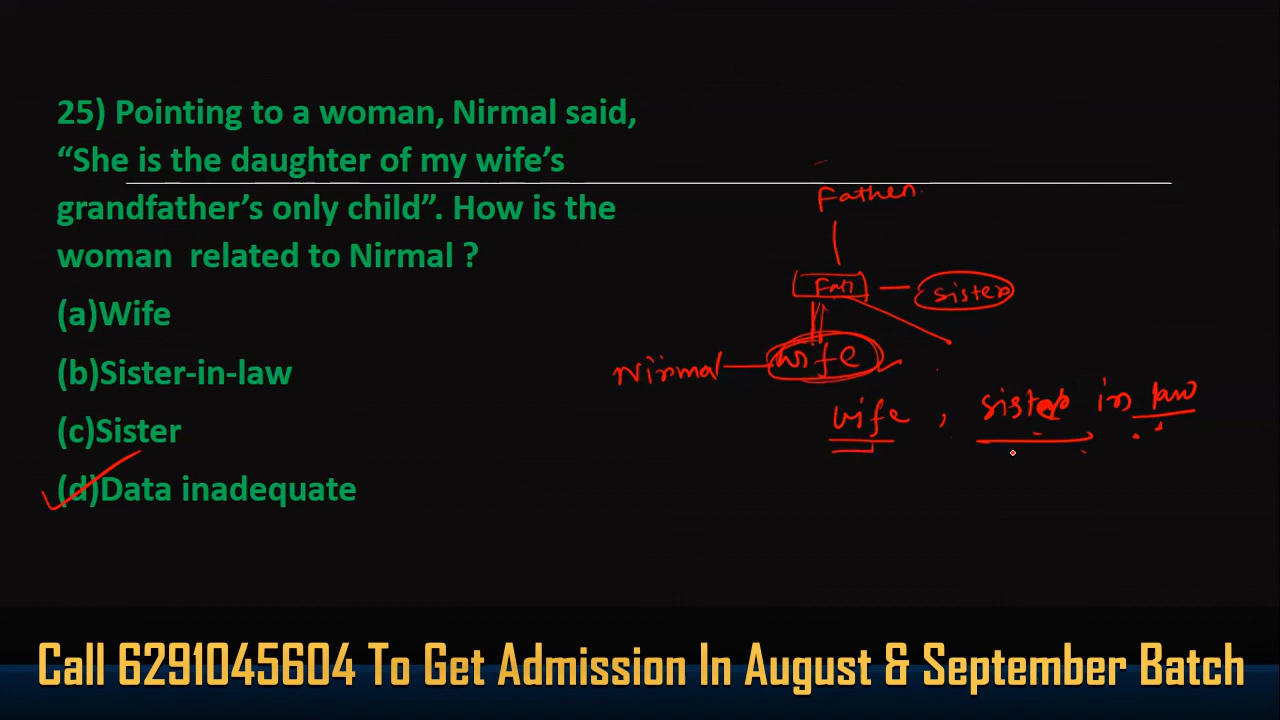 25) Pointing to a woman, Nirmal said,
“She is the daughter of my wife’s
grandfather’s only child”. How is the
woman related to Nirmal ?
(a)Wife
(b)Sister-in-law
(c)Sister
(d)Data inadequate
Father
Fath
sister
Nirmal
wife
wife , sister in law
Call 6291045604 To Get Admission In August & September Batch